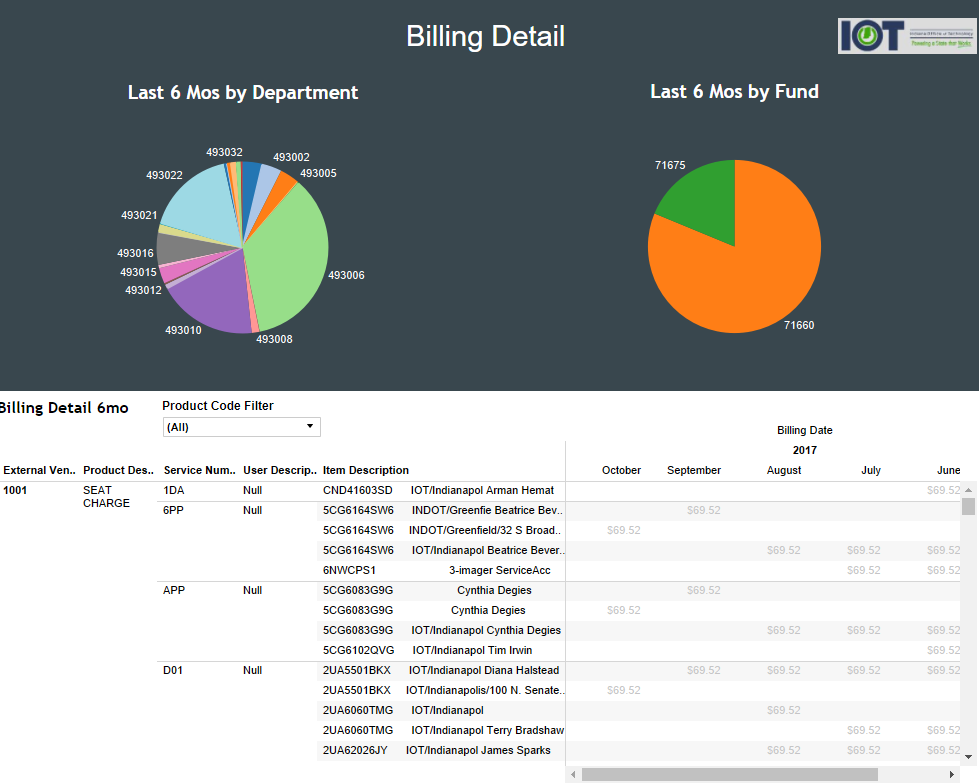 Billing Detail
IOT
Indiana Office of Technology
Powering a State that Works
Last 6 Mos by Department
Last 6 Mos by Fund
493032
493002
493005
493022
493021
493016
493015
493012
493010
493008
493006
71675
71660
Billing Detail 6mo
Product Code Filter
(All)
Billing Date
2017
External Ven.. Product Des.. Service Num.. User Descrip.. Item Description October September August July June
1001 SEAT CHARGE 1DA Null CND41603SD IOT/Indianapol Arman Hemat $69.52
6PP Null 5CG6164SW6 INDOT/Greenfie Beatrice Bev.. $69.52
5CG6164SW6 INDOT/Greenfield/32 S Broad.. $69.52
5CG6164SW6 IOT/Indianapol Beatrice Bever.. $69.52 $69.52 $69.52
6NWCPS1 3-imager ServiceAcc $69.52 $69.52
APP Null 5CG6083G9G Cynthia Degies $69.52
5CG6083G9G Cynthia Degies $69.52
5CG6083G9G IOT/Indianapol Cynthia Degies $69.52 $69.52 $69.52
5CG6102QVG IOT/Indianapol Tim Irwin $69.52
D01 Null 2UA5501BKX IOT/Indianapol Diana Halstead $69.52 $69.52 $69.52 $69.52
2UA5501BKX IOT/Indianapolis/100 N. Senate.. $69.52
2UA6060TMG IOT/Indianapol $69.52
2UA6060TMG IOT/Indianapol Terry Bradshaw $69.52 $69.52
2UA62026JY IOT/Indianapol James Sparks $69.52 $69.52 $69.52